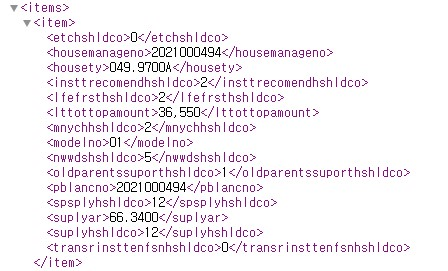 ▼<items>
▼<item>
<etchshldco>0</etchshldco>
<housemanageno>2021000494</housemanageno>
<housety>049.9700A</housety>
<insttrecomendhshldco>2</insttrecomendhshldco>
<lfefrsthshldco>2</lfefrsthshldco>
<lttottopamount>36,550</lttottopamount>
<mnychhshldco>2</mnychhshldco>
<modelno>01</modelno>
<nwwdshshldco>5</nwwdshshldco>
<oldparentssuporthshldco>1</oldparentssuporthshldco>
<pblancno>2021000494</pblancno>
<spsplyhshldco>12</spsplyhshldco>
<suplyar>66.3400</suplyar>
<suplyhshldco>12</suplyhshldco>
<transrinsttenfsnhshldco>0</transrinsttenfsnhshldco>
</item>